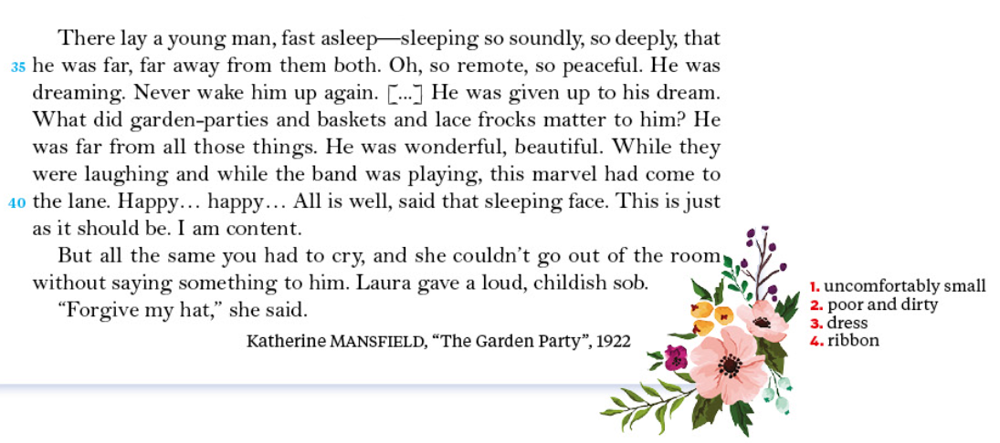 There lay a young man, fast asleep—sleeping so soundly, so deeply, that
35 he was far, far away from them both. Oh, so remote, so peaceful. He was
dreaming. Never wake him up again. [...] He was given up to his dream.
What did garden-parties and baskets and lace frocks matter to him? He
was far from all those things. He was wonderful, beautiful. While they
were laughing and while the band was playing, this marvel had come to
40 the lane. Happy… happy… All is well, said that sleeping face. This is just
as it should be. I am content.
But all the same you had to cry, and she couldn’t go out of the room
without saying something to him. Laura gave a loud, childish sob.
“Forgive my hat,” she said.
Katherine MANSFIELD, “The Garden Party”, 1922
1. uncomfortably small
2. poor and dirty
3. dress
4. ribbon